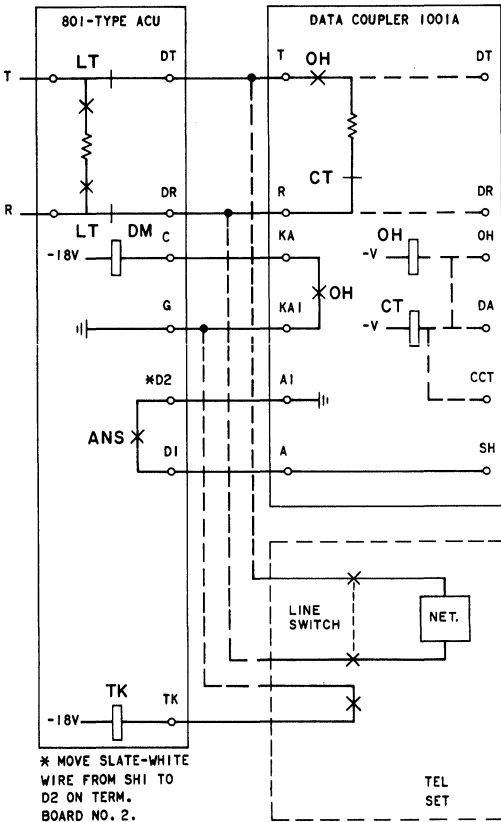 801-TYPE ACU
DATA COUPLER 1001A
T
LT
DT
T
OH
DT
CT
R
DR
R
DR
LT
DM
C
KA
OH
OH
-18V
-V
G
KA1
OH
CT
DA
-V
*D2
A1
CCT
ANS
D1
A
SH
LINE
SWITCH
NET.
TK
TK
-18V
* MOVE SLATE-WHITE
WIRE FROM SH1 TO
D2 ON TERM.
BOARD NO. 2.
TEL
SET